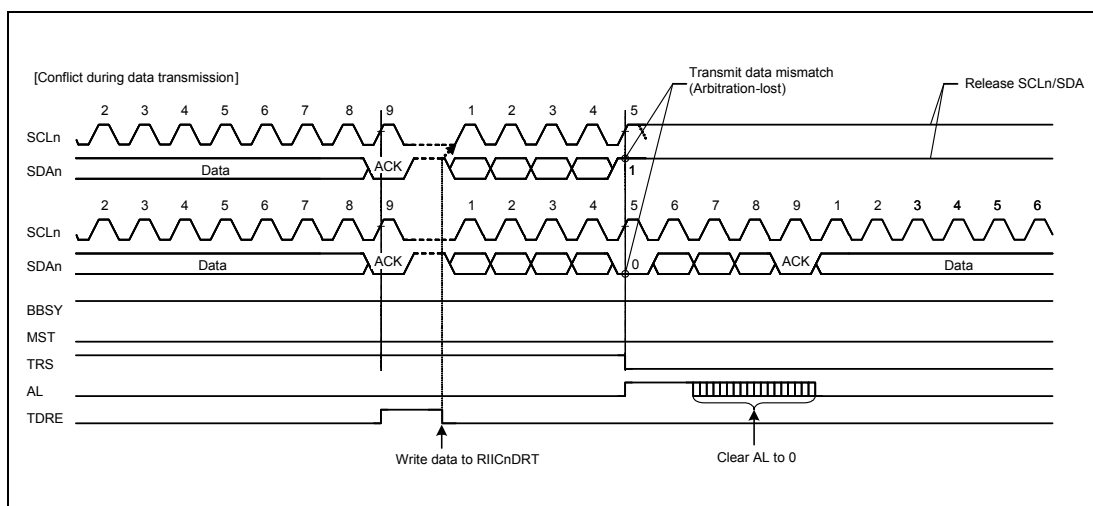 [Conflict during data transmission]
Transmit data mismatch
(Arbitration-lost)
Release SCLn/SDA
2 3 4 5 6 7 8 9 1 2 3 4 5
SCLn
SDAn
Data ACK 1
2 3 4 5 6 7 8 9 1 2 3 4 5 6 7 8 9 1 2 3 4 5 6
SCLn
SDAn
Data ACK 0 ACK Data
BBSY
MST
TRS
AL
TDRE
Write data to RIICnDRT
Clear AL to 0